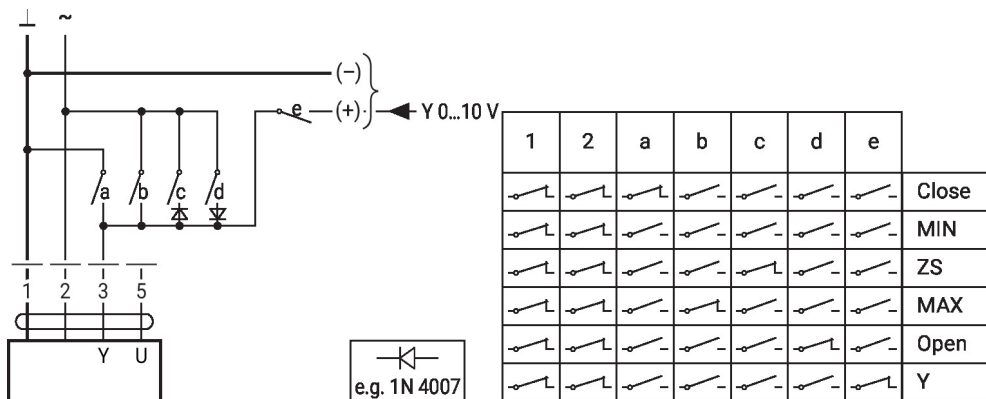 ⊥ ~
(–)
e (+) Y 0...10 V
a b c d
1 2 3 5
Y U
e.g. 1N 4007
1 2 a b c d e
Close
MIN
ZS
MAX
Open
Y